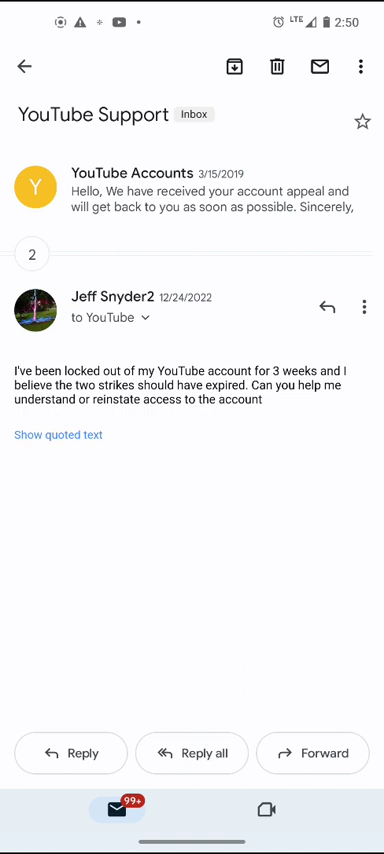 LTE 2:50
YouTube Support Inbox
Y
YouTube Accounts 3/15/2019
Hello, We have received your account appeal and
will get back to you as soon as possible. Sincerely,
2
Jeff Snyder2 12/24/2022
to YouTube
I've been locked out of my YouTube account for 3 weeks and I
believe the two strikes should have expired. Can you help me
understand or reinstate access to the account
Show quoted text
Reply Reply all Forward
99+